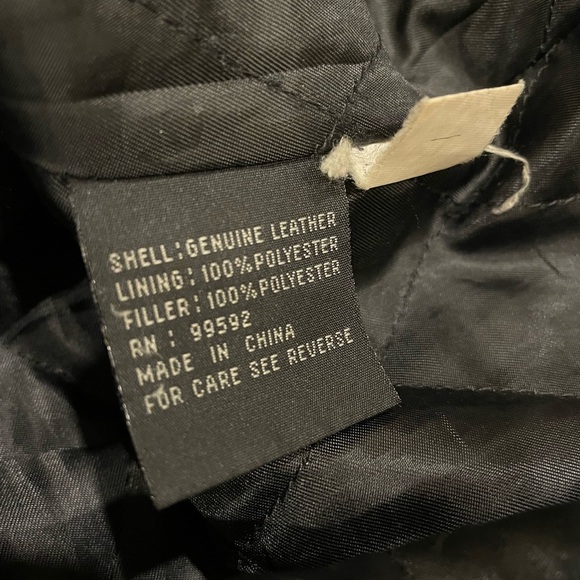 SHELL:GENUINE LEATHER
LINING:100%POLYESTER
FILLER:100%POLYESTER
RN: 99592
MADE IN CHINA
FOR CARE SEE REVERSE